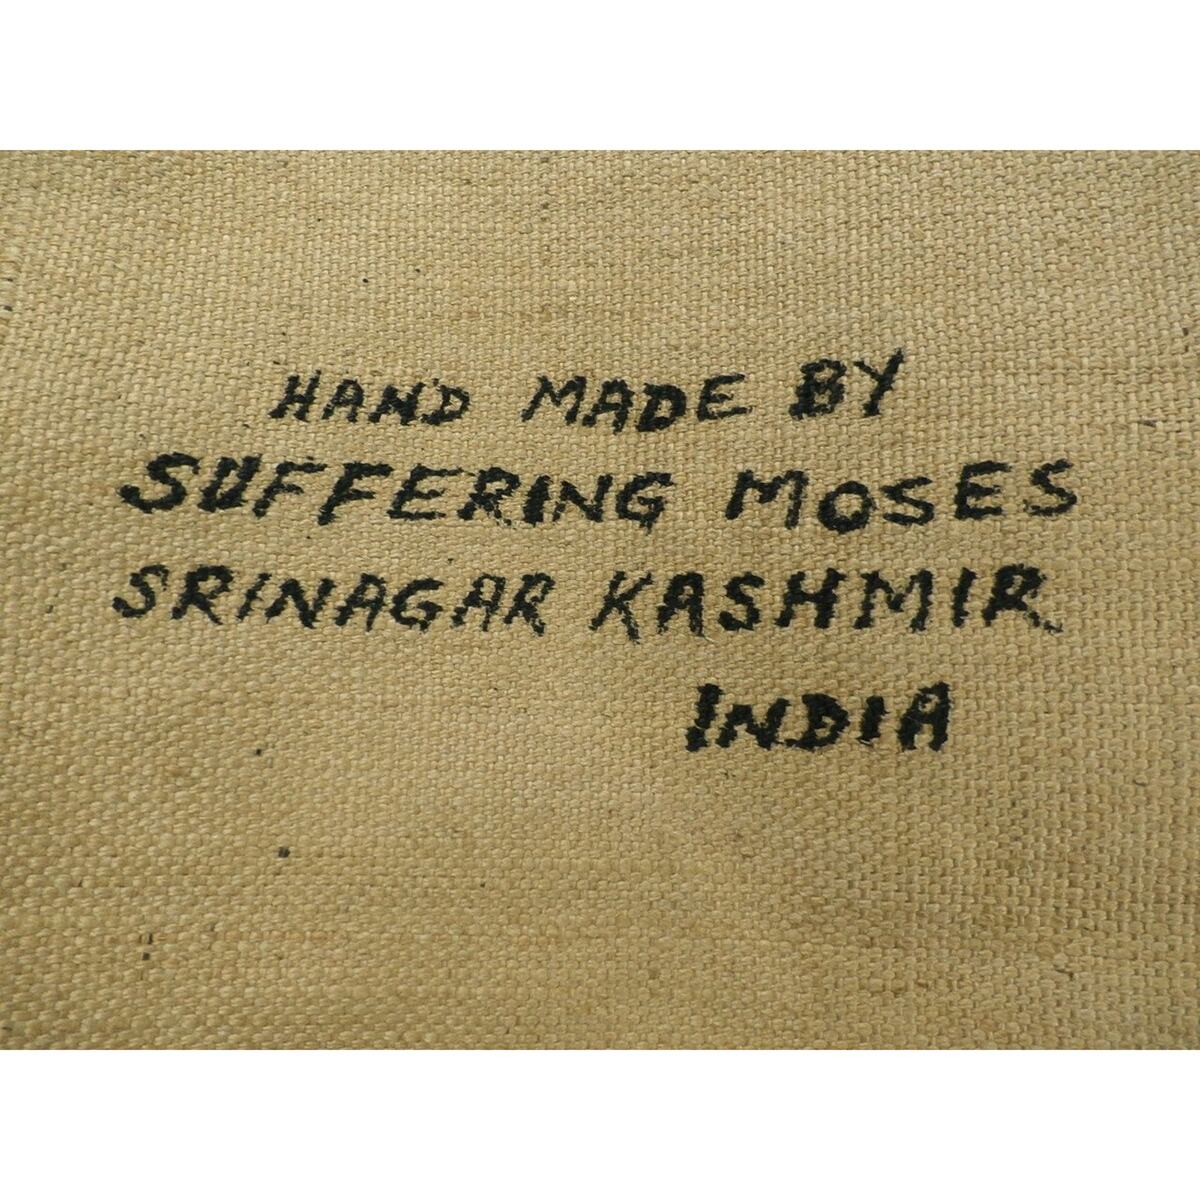 HAND MADE BY
SUFFERING MOSES
SRINAGAR KASHMIR
INDIA